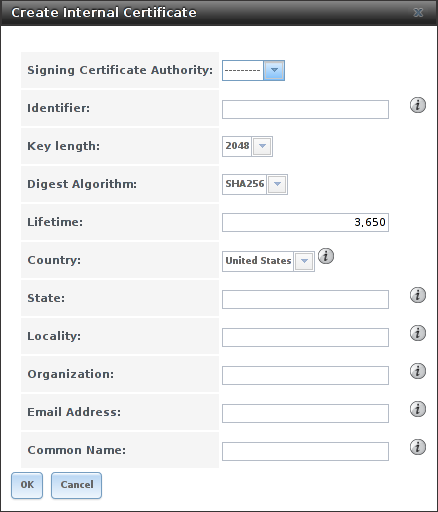 Create Internal Certificate
Signing Certificate Authority: ---------
Identifier:
Key length: 2048
Digest Algorithm: SHA256
Lifetime: 3,650
Country: United States
State:
Locality:
Organization:
Email Address:
Common Name:
OK Cancel